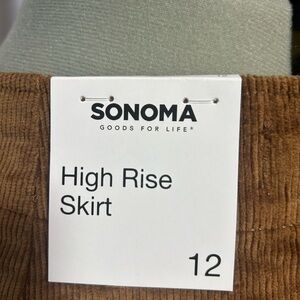 SONOMA
GOODS FOR LIFE®
High Rise
Skirt
12